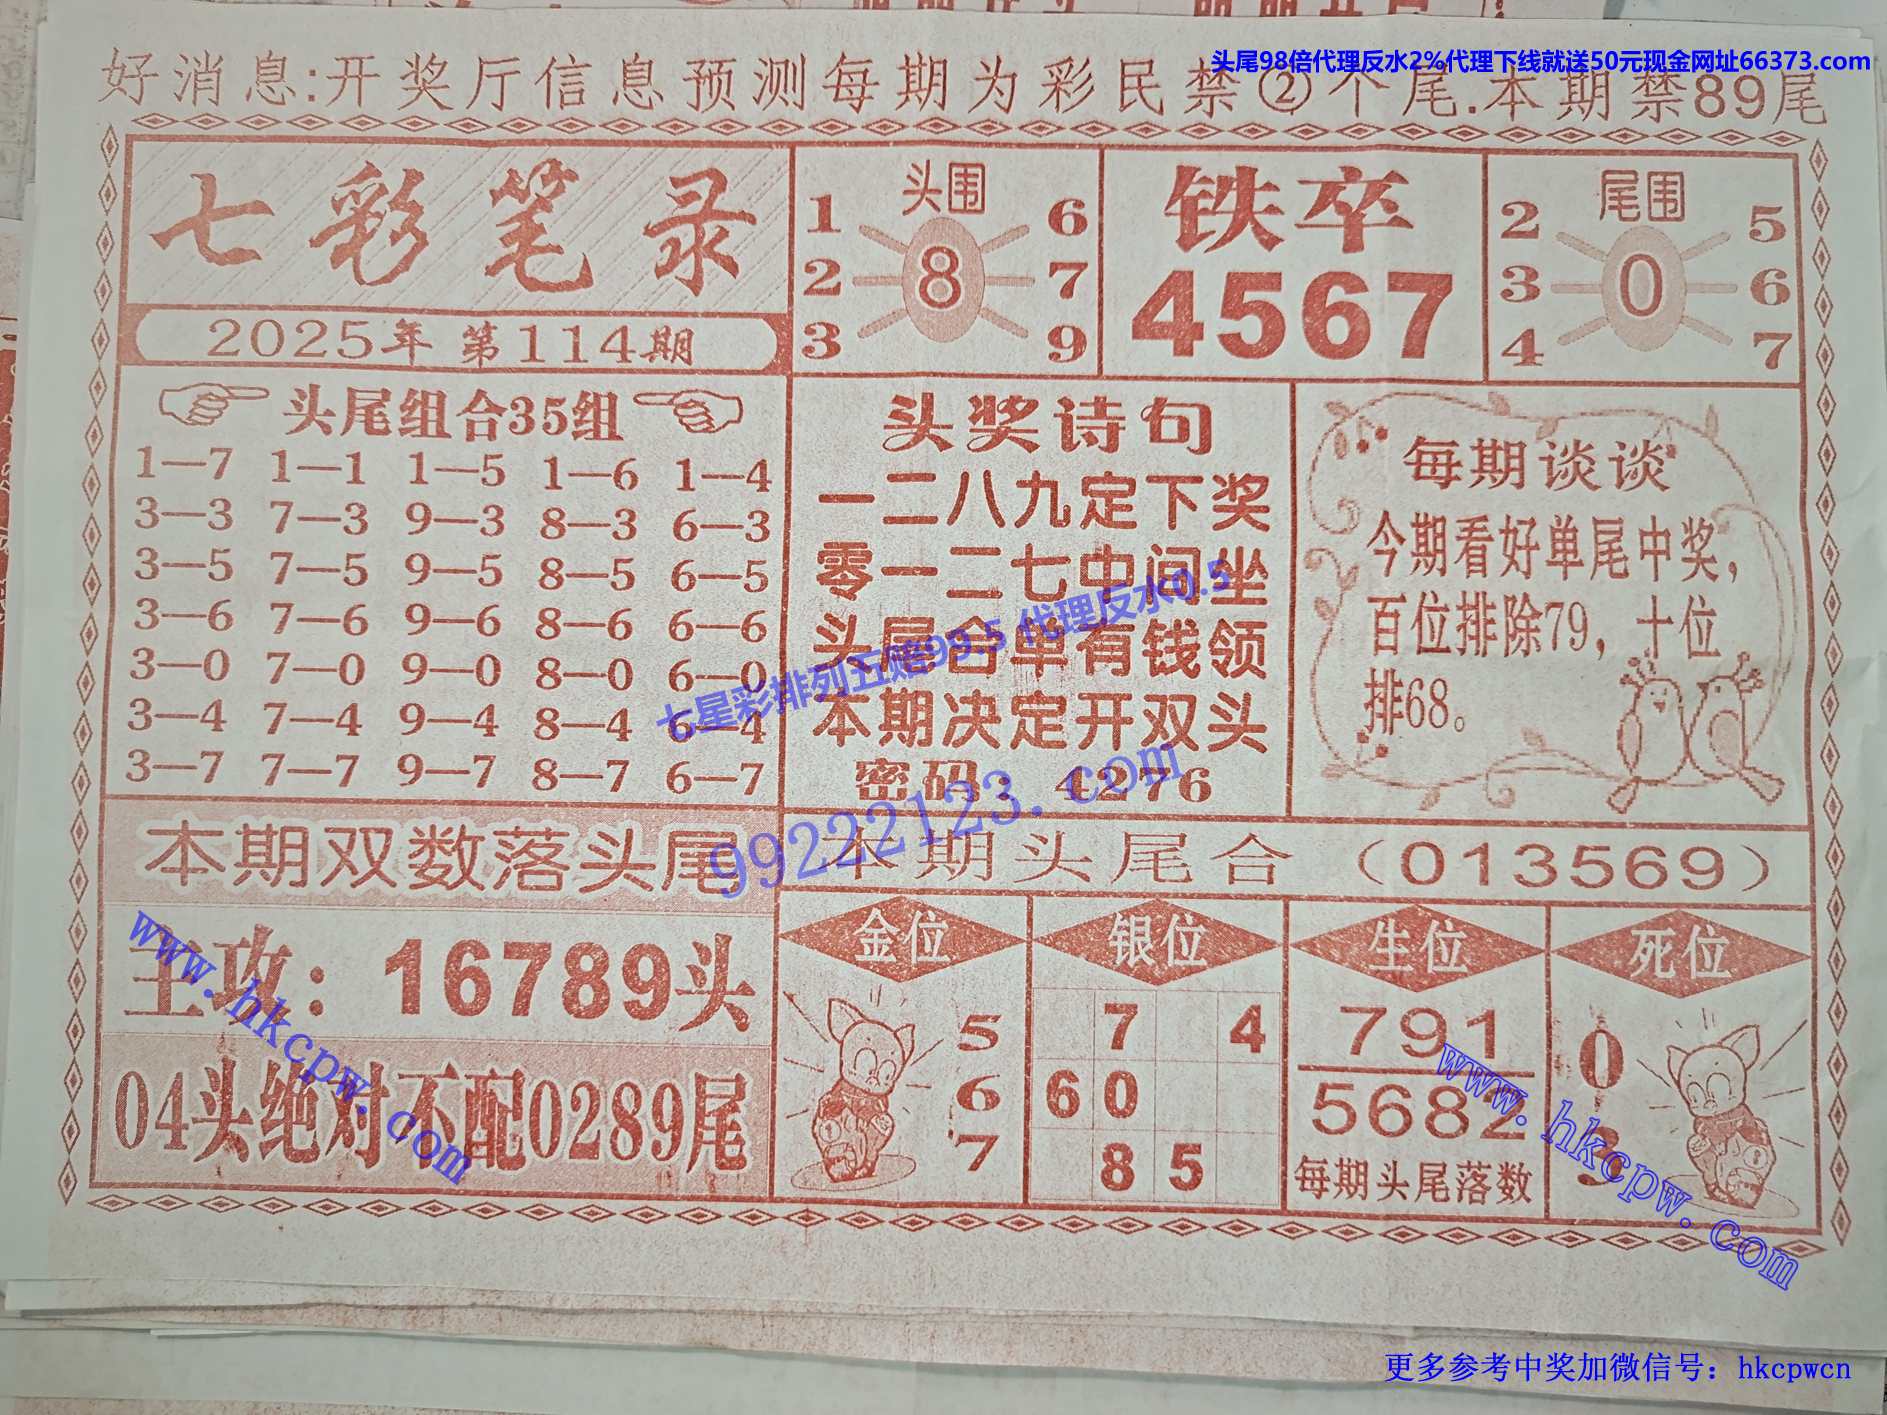 头尾98倍代理反水2%代理下线就送50元现金网址66373.com
好消息:开奖厅信息预测每期为彩民禁②个尾.本期禁89尾
七彩笔录
2025年 第114期
头围
1 6
2 8 7
3 9
铁卒
4567
尾围
2 5
3 0 6
4 7
头尾组合35组
1—7 1—1 1—5 1—6 1—4
3—3 7—3 9—3 8—3 6—3
3—5 7—5 9—5 8—5 6—5
3—6 7—6 9—6 8—6 6—6
3—0 7—0 9—0 8—0 6—0
3—4 7—4 9—4 8—4 6—4
3—7 7—7 9—7 8—7 6—7
头奖诗句
一二八九定下奖
零一二七中间坐
头尾合单有钱领
本期决定开双头
密码: 4276
每期谈谈
今期看好单尾中奖，
百位排除79，十位
排68。
七星彩排列五赔99.5 代理反水0.5
99222123.com
本期双数落头尾
主攻：16789头
04头绝对不配0289尾
本期头尾合（013569）
金位
5
6
7
银位
7 4
6 0
8 5
生位
791
5682
每期头尾落数
死位
0
3
www.hkcpw.com
www.hkcpw.com
更多参考中奖加微信号：hkcpwcn